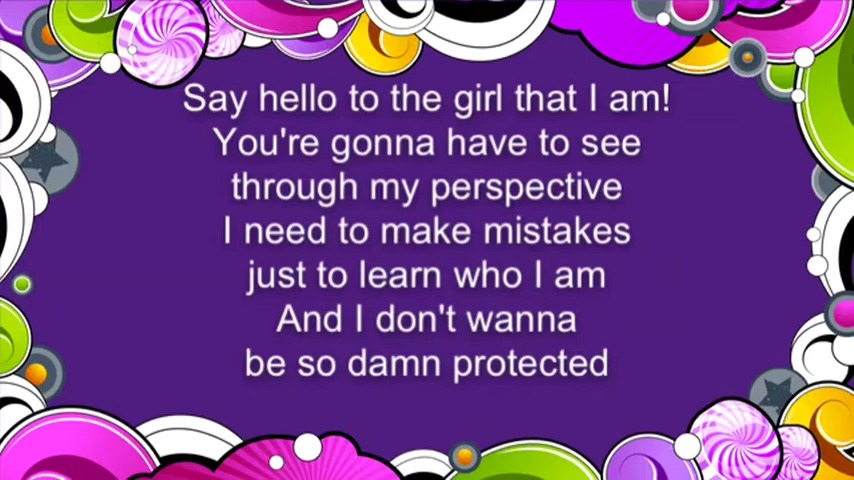 Say hello to the girl that I am!
You're gonna have to see
through my perspective
I need to make mistakes
just to learn who I am
And I don't wanna
be so damn protected